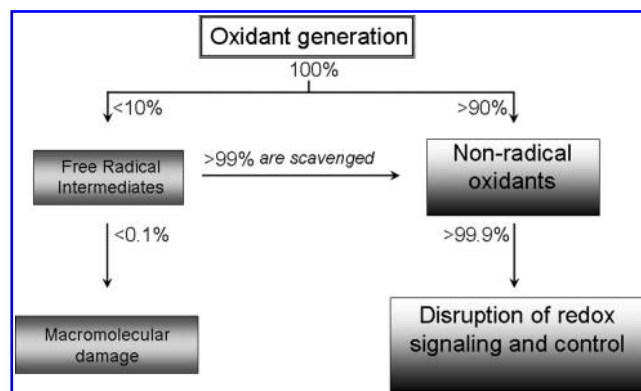 Oxidant generation
100%
<10%
>90%
Free Radical
Intermediates
>99% are scavenged
Non-radical
oxidants
<0.1%
>99.9%
Macromolecular
damage
Disruption of redox
signaling and control